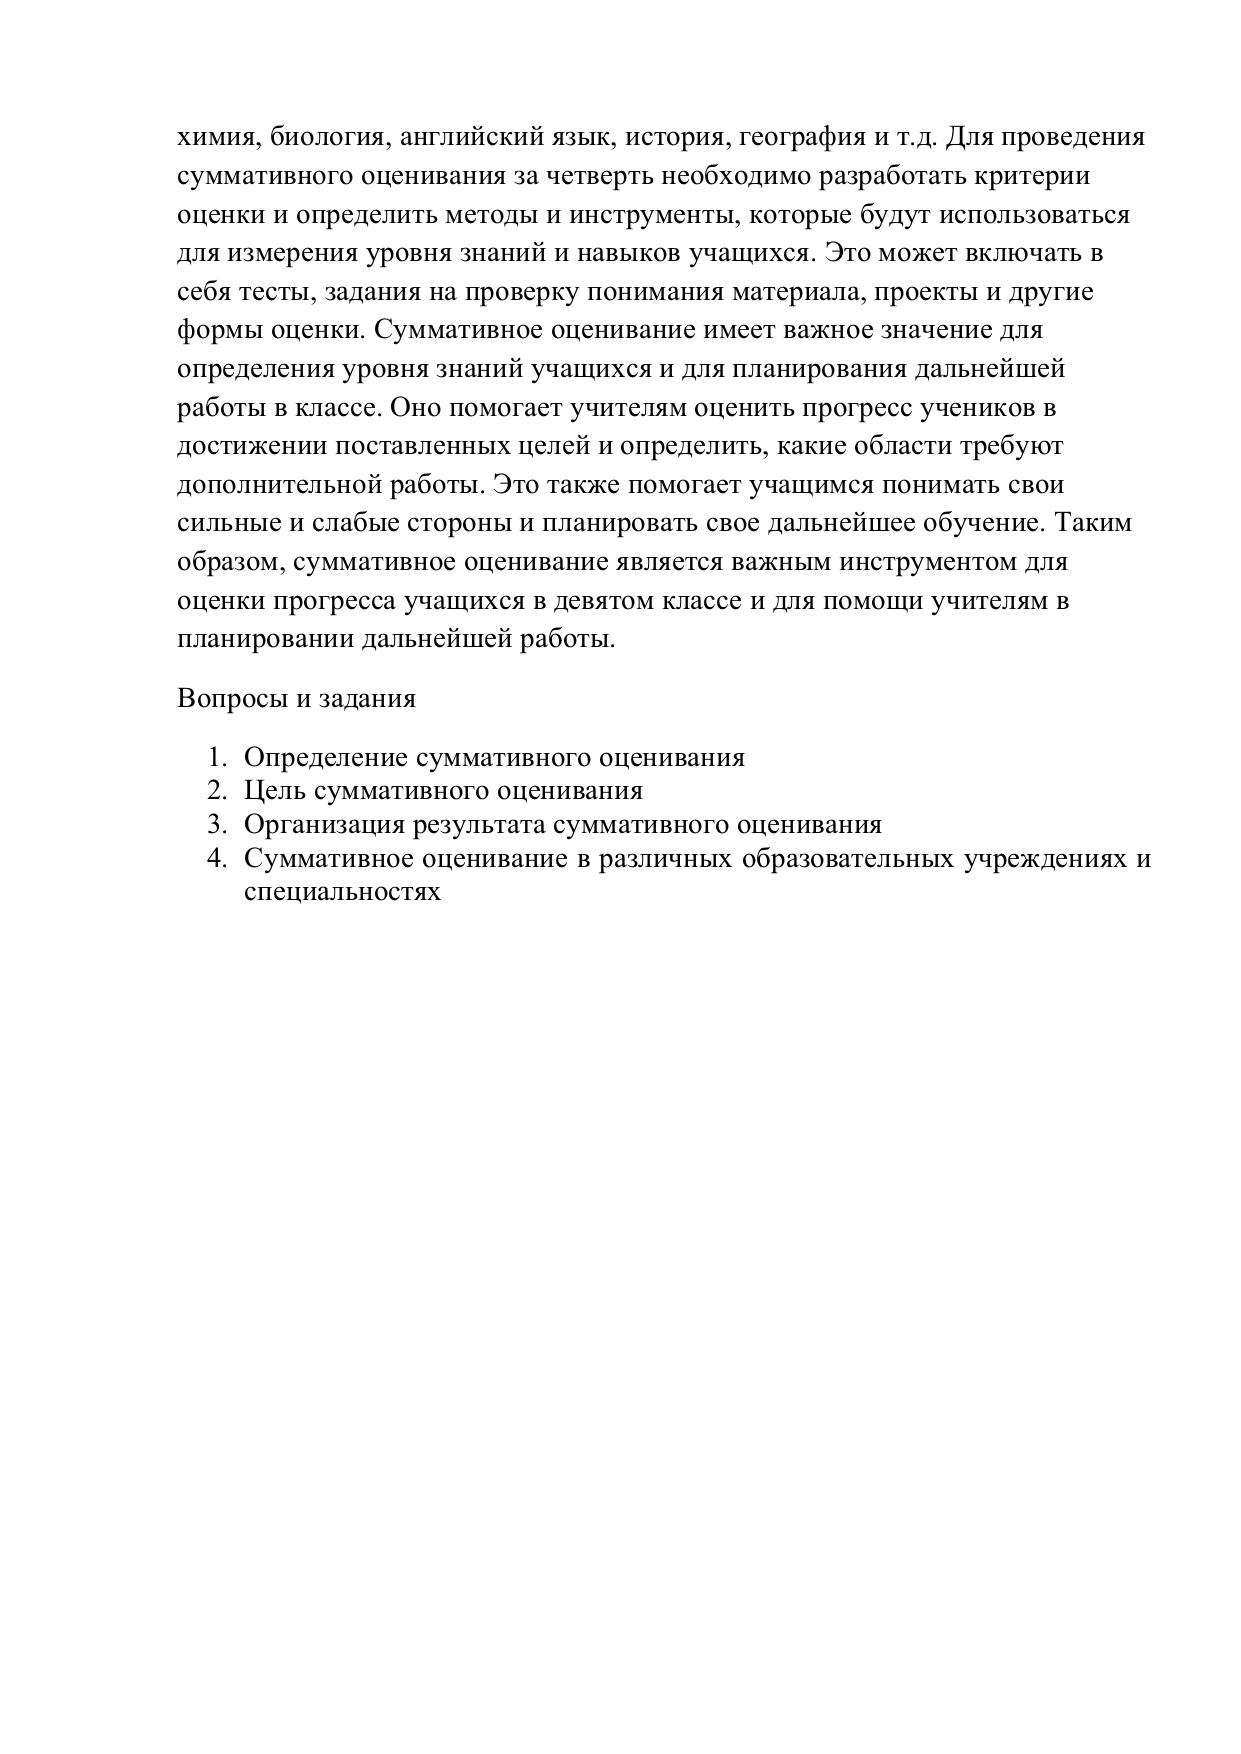 химия, биология, английский язык, история, география и т.д. Для проведения
суммативного оценивания за четверть необходимо разработать критерии
оценки и определить методы и инструменты, которые будут использоваться
для измерения уровня знаний и навыков учащихся. Это может включать в
себя тесты, задания на проверку понимания материала, проекты и другие
формы оценки. Суммативное оценивание имеет важное значение для
определения уровня знаний учащихся и для планирования дальнейшей
работы в классе. Оно помогает учителям оценить прогресс учеников в
достижении поставленных целей и определить, какие области требуют
дополнительной работы. Это также помогает учащимся понимать свои
сильные и слабые стороны и планировать свое дальнейшее обучение. Таким
образом, суммативное оценивание является важным инструментом для
оценки прогресса учащихся в девятом классе и для помощи учителям в
планировании дальнейшей работы.
Вопросы и задания
1. Определение суммативного оценивания
2. Цель суммативного оценивания
3. Организация результата суммативного оценивания
4. Суммативное оценивание в различных образовательных учреждениях и
специальностях